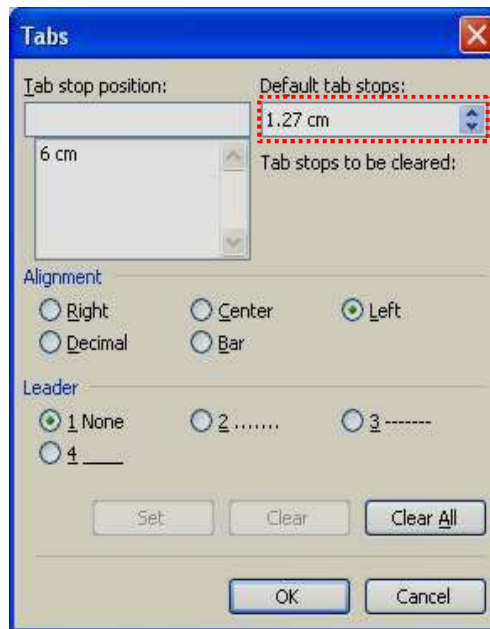 Tabs
Tab stop position: Default tab stops:
1.27 cm
6 cm
Tab stops to be cleared:
Alignment
Right Center Left
Decimal Bar
Leader
1 None 2 ....... 3 -------
4 ____
Set Clear Clear All
OK Cancel